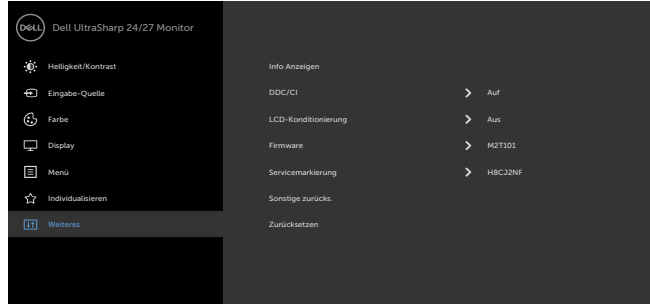 DELL Dell UltraSharp 24/27 Monitor
Helligkeit/Kontrast Info Anzeigen
Eingabe-Quelle DDC/CI Auf
Farbe LCD-Konditionierung Aus
Display Firmware M2T101
Menü Servicemarkierung H8CJ2NF
Individualisieren Sonstige zurücks.
Weiteres Zurücksetzen